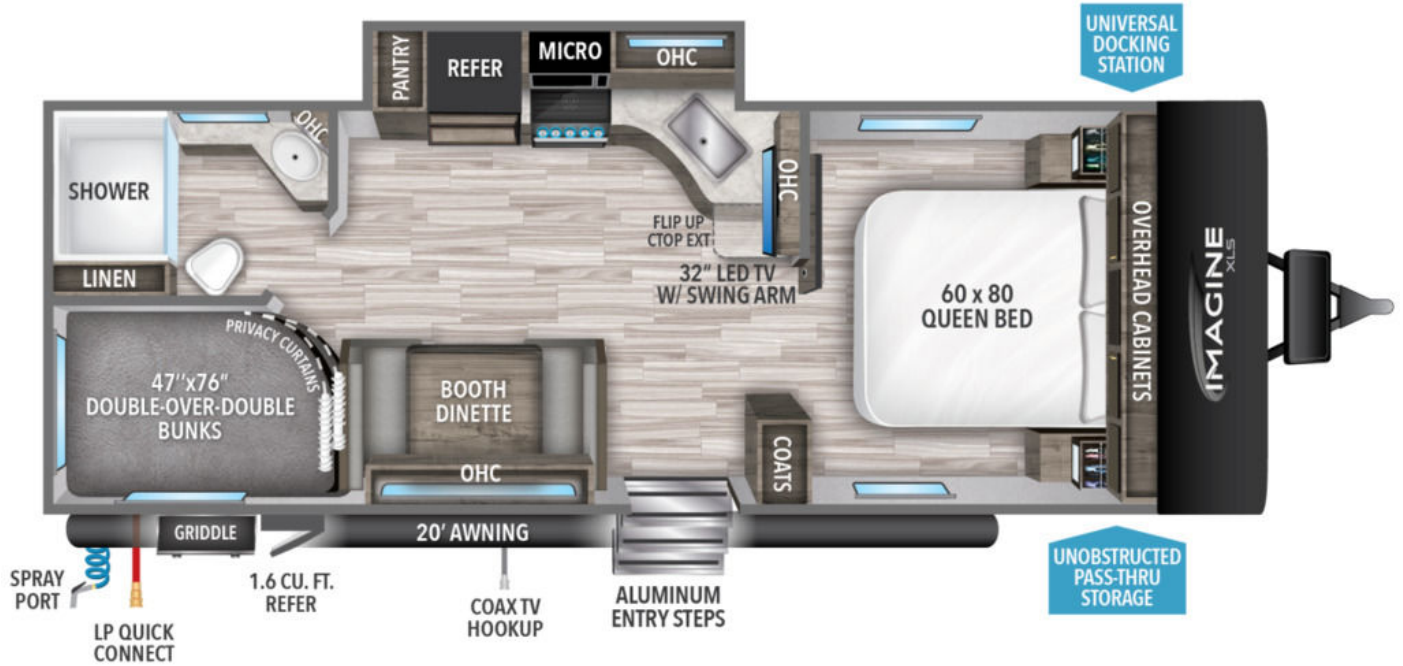 UNIVERSAL
DOCKING
STATION
PANTRY
REFER
MICRO
OHC
OHC
SHOWER
OHC
FLIP UP
CTOP EXT
32" LED TV
W/ SWING ARM
LINEN
PRIVACY CURTAINS
47"x76"
DOUBLE-OVER-DOUBLE
BUNKS
BOOTH
DINETTE
OHC
COATS
60 x 80
QUEEN BED
OVERHEAD CABINETS
IMAGINE
XLS
GRIDDLE
20' AWNING
SPRAY
PORT
LP QUICK
CONNECT
1.6 CU. FT.
REFER
COAX TV
HOOKUP
ALUMINUM
ENTRY STEPS
UNOBSTRUCTED
PASS-THRU
STORAGE